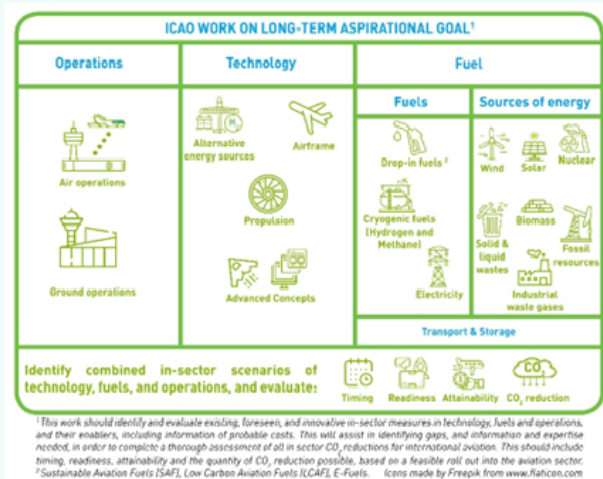 ICAO WORK ON LONG-TERM ASPIRATIONAL GOAL¹
Operations
Technology
Fuel
Air operations
Ground operations
Alternative
energy sources
H₂
Airframe
Propulsion
Advanced Concepts
Fuels
Drop-in fuels ²
Cryogenic fuels
(Hydrogen and
Methane)
Electricity
Sources of energy
Wind
Solar
Nuclear
Biomass
Solid &
liquid
wastes
Fossil
resources
Industrial
waste gases
Transport & Storage
Identify combined in-sector scenarios of
technology, fuels, and operations, and evaluate:
Timing
Readiness
Attainability
CO₂
CO₂ reduction
¹ This work should identify and evaluate existing, foreseen, and innovative in-sector measures in technology, fuels and operations,
and their enablers, including information of probable costs. This will assist in identifying gaps, and information and expertise
needed, in order to complete a thorough assessment of all in sector CO₂ reductions for international aviation. This should include
timing, readiness, attainability and the quantity of CO₂ reduction possible, based on a feasible roll out into the aviation sector.
² Sustainable Aviation Fuels (SAF), Low Carbon Aviation Fuels (LCAF), E-Fuels. Icons made by Freepik from www.flaticon.com